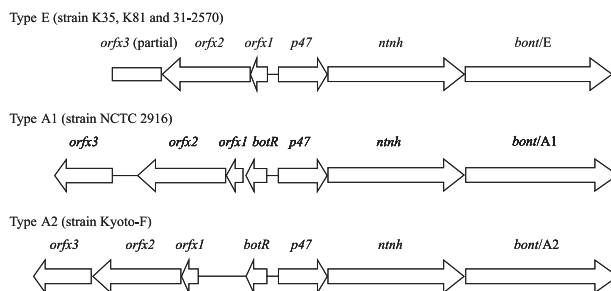 Type E (strain K35, K81 and 31-2570)
orfx3 (partial) orfx2 orfx1 p47 ntnh bont/E
Type A1 (strain NCTC 2916)
orfx3 orfx2 orfx1 botR p47 ntnh bont/A1
Type A2 (strain Kyoto-F)
orfx3 orfx2 orfx1 botR p47 ntnh bont/A2